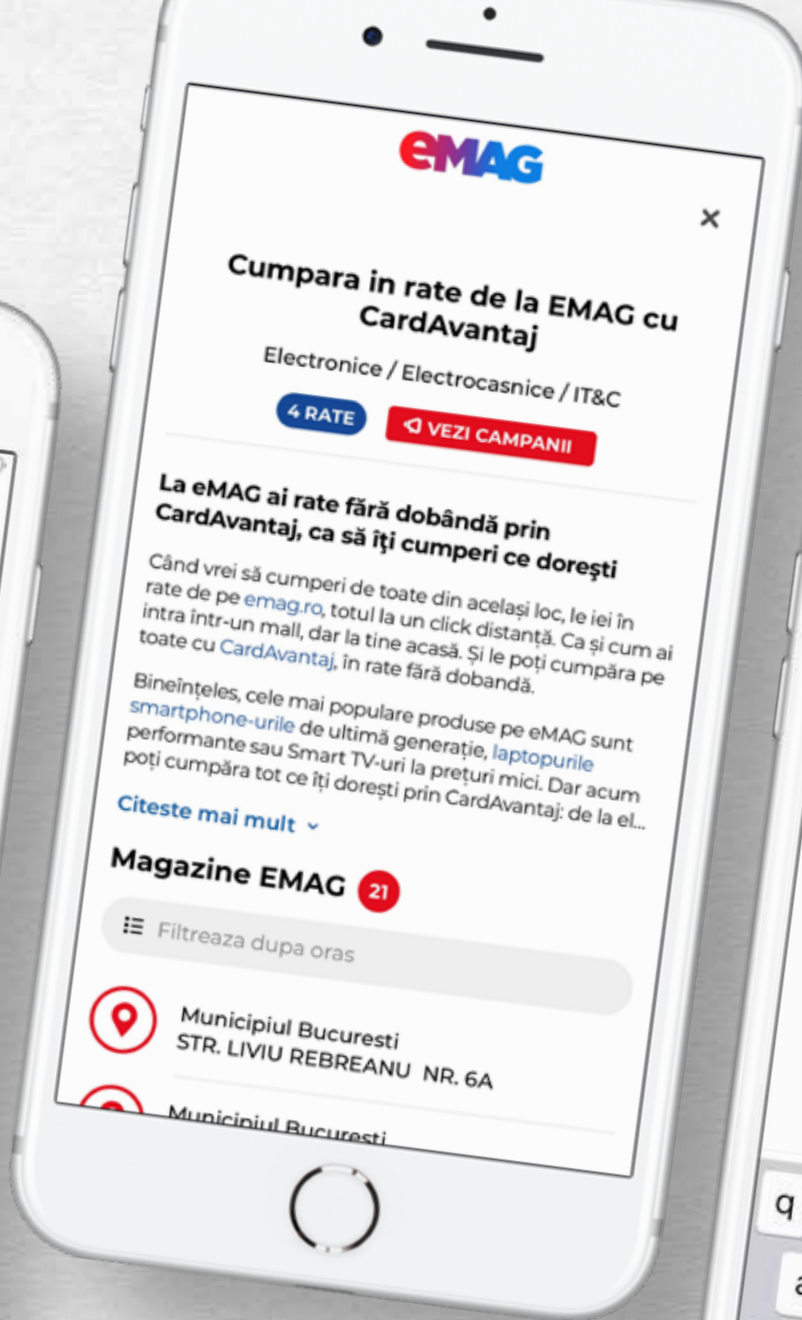 eMAG
Cumpara in rate de la EMAG cu
CardAvantaj
Electronice / Electrocasnice / IT&C
4 RATE
VEZI CAMPANII
La eMAG ai rate fără dobândă prin
CardAvantaj, ca să îţi cumperi ce doreşti
Când vrei să cumperi de toate din același loc, le iei în
rate de pe emag.ro, totul la un click distanță. Ca și cum ai
intra într-un mall, dar la tine acasă. Și le poți cumpăra pe
toate cu CardAvantaj, în rate fără dobandă.
Bineînțeles, cele mai populare produse pe eMAG sunt
smartphone-urile de ultimă generație, laptopurile
performante sau Smart TV-uri la prețuri mici. Dar acum
poți cumpăra tot ce îți dorești prin CardAvantaj: de la el...
Citeste mai mult
Magazine EMAG 21
Filtreaza dupa oras
Municipiul Bucuresti
STR. LIVIU REBREANU NR. 6A
Municipiul Bucuresti
q
a